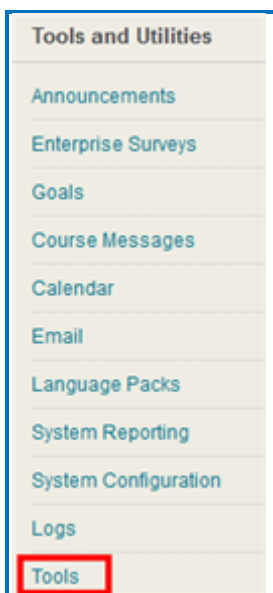 Tools and Utilities
Announcements
Enterprise Surveys
Goals
Course Messages
Calendar
Email
Language Packs
System Reporting
System Configuration
Logs
Tools